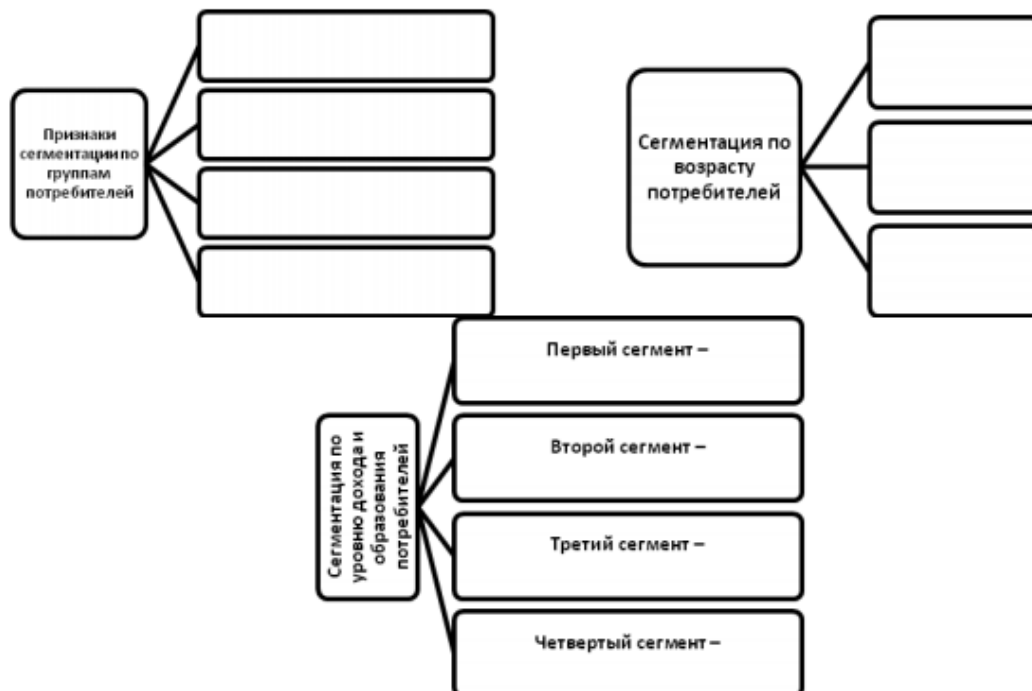 Признаки
сегментации по
группам
потребителей
Сегментация по
возрасту
потребителей
Сегментация по
уровню дохода и
образования
потребителей
Первый сегмент –
Второй сегмент –
Третий сегмент –
Четвертый сегмент –